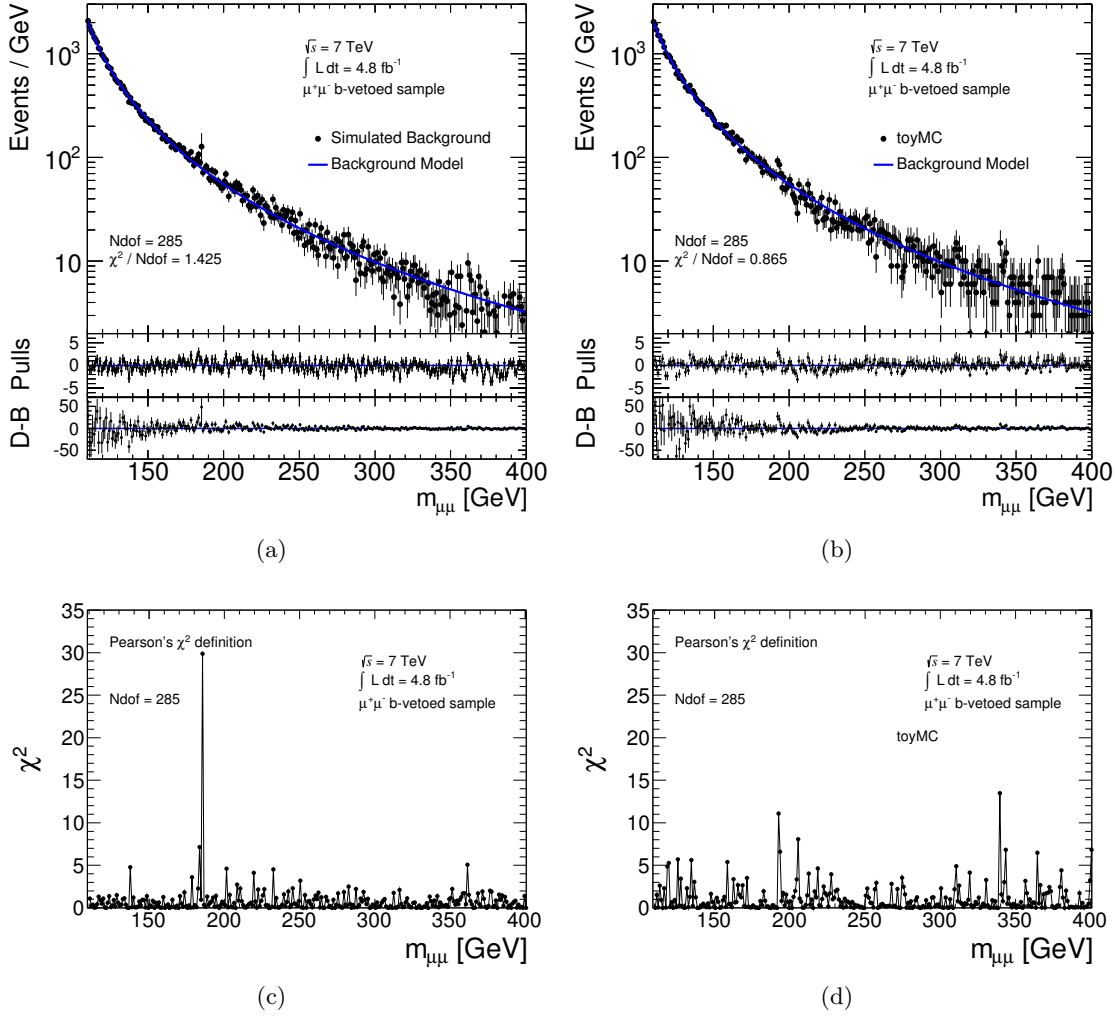 Events / GeV
10³
10²
10
√s = 7 TeV
∫ L dt = 4.8 fb⁻¹
μ⁺μ⁻ b-vetoed sample
Simulated Background
Background Model
Ndof = 285
χ² / Ndof = 1.425
Pulls
5
0
-5
D-B
50
0
-50
150 200 250 300 350 400
m_μμ [GeV]
(a)
Events / GeV
10³
10²
10
√s = 7 TeV
∫ L dt = 4.8 fb⁻¹
μ⁺μ⁻ b-vetoed sample
toyMC
Background Model
Ndof = 285
χ² / Ndof = 0.865
Pulls
5
0
-5
D-B
50
0
-50
150 200 250 300 350 400
m_μμ [GeV]
(b)
χ²
35
30
25
20
15
10
5
0
Pearson's χ² definition
√s = 7 TeV
∫ L dt = 4.8 fb⁻¹
Ndof = 285
μ⁺μ⁻ b-vetoed sample
150 200 250 300 350 400
m_μμ [GeV]
(c)
χ²
35
30
25
20
15
10
5
0
Pearson's χ² definition
√s = 7 TeV
∫ L dt = 4.8 fb⁻¹
Ndof = 285
μ⁺μ⁻ b-vetoed sample
toyMC
150 200 250 300 350 400
m_μμ [GeV]
(d)